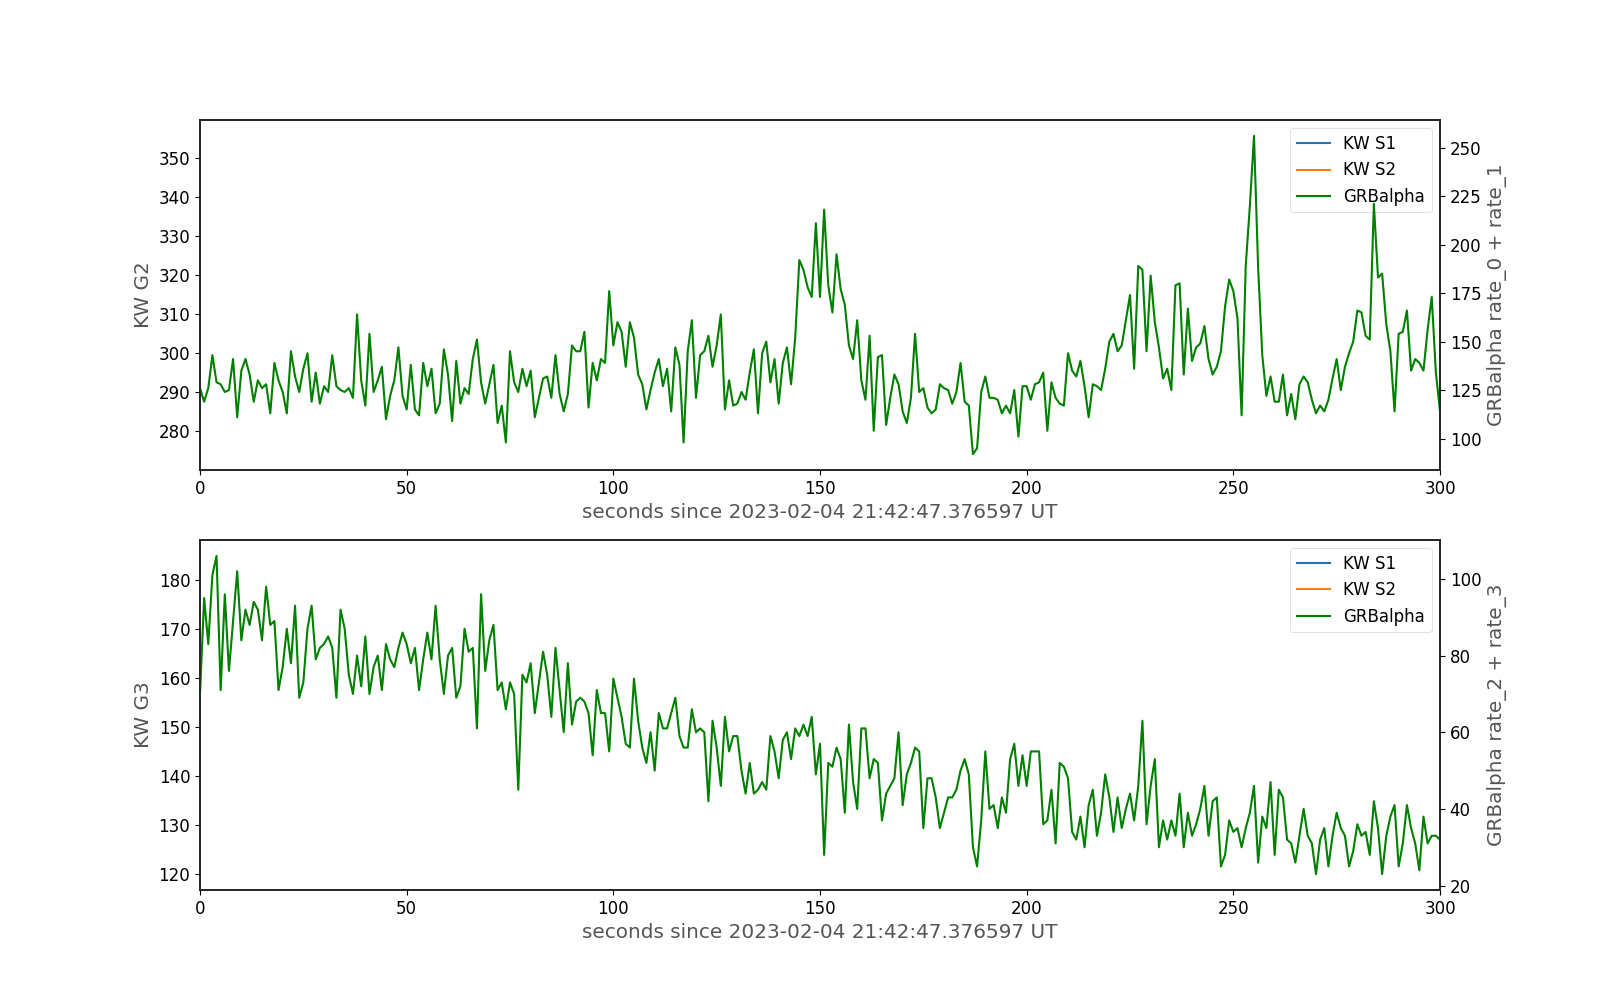 350
340
330
320
310
300
290
280
KW G2
KW S1
KW S2
GRBalpha
250
225
200
175
150
125
100
GRBalpha rate_0 + rate_1
0 50 100 150 200 250 300
seconds since 2023-02-04 21:42:47.376597 UT
180
170
160
150
140
130
120
KW G3
KW S1
KW S2
GRBalpha
100
80
60
40
20
GRBalpha rate_2 + rate_3
0 50 100 150 200 250 300
seconds since 2023-02-04 21:42:47.376597 UT